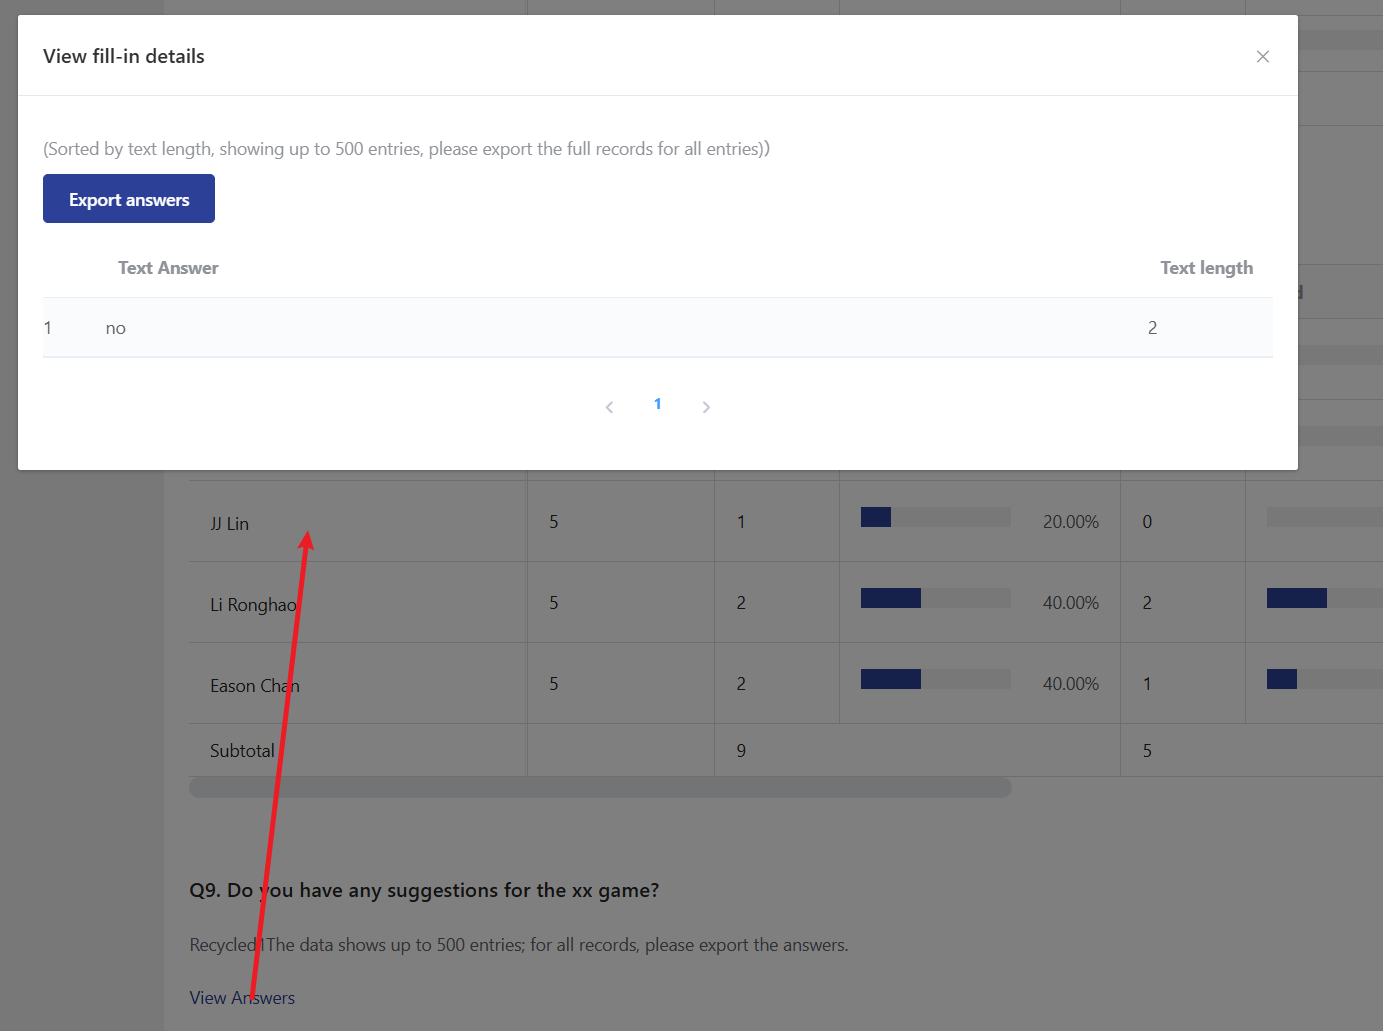 View fill-in details
(Sorted by text length, showing up to 500 entries, please export the full records for all entries))
Export answers
Text Answer Text length
1 no 2
1
JJ Lin 5 1 20.00% 0
Li Ronghao 5 2 40.00% 2
Eason Chan 5 2 40.00% 1
Subtotal 9 5
Q9. Do you have any suggestions for the xx game?
Recycled1The data shows up to 500 entries; for all records, please export the answers.
View Answers